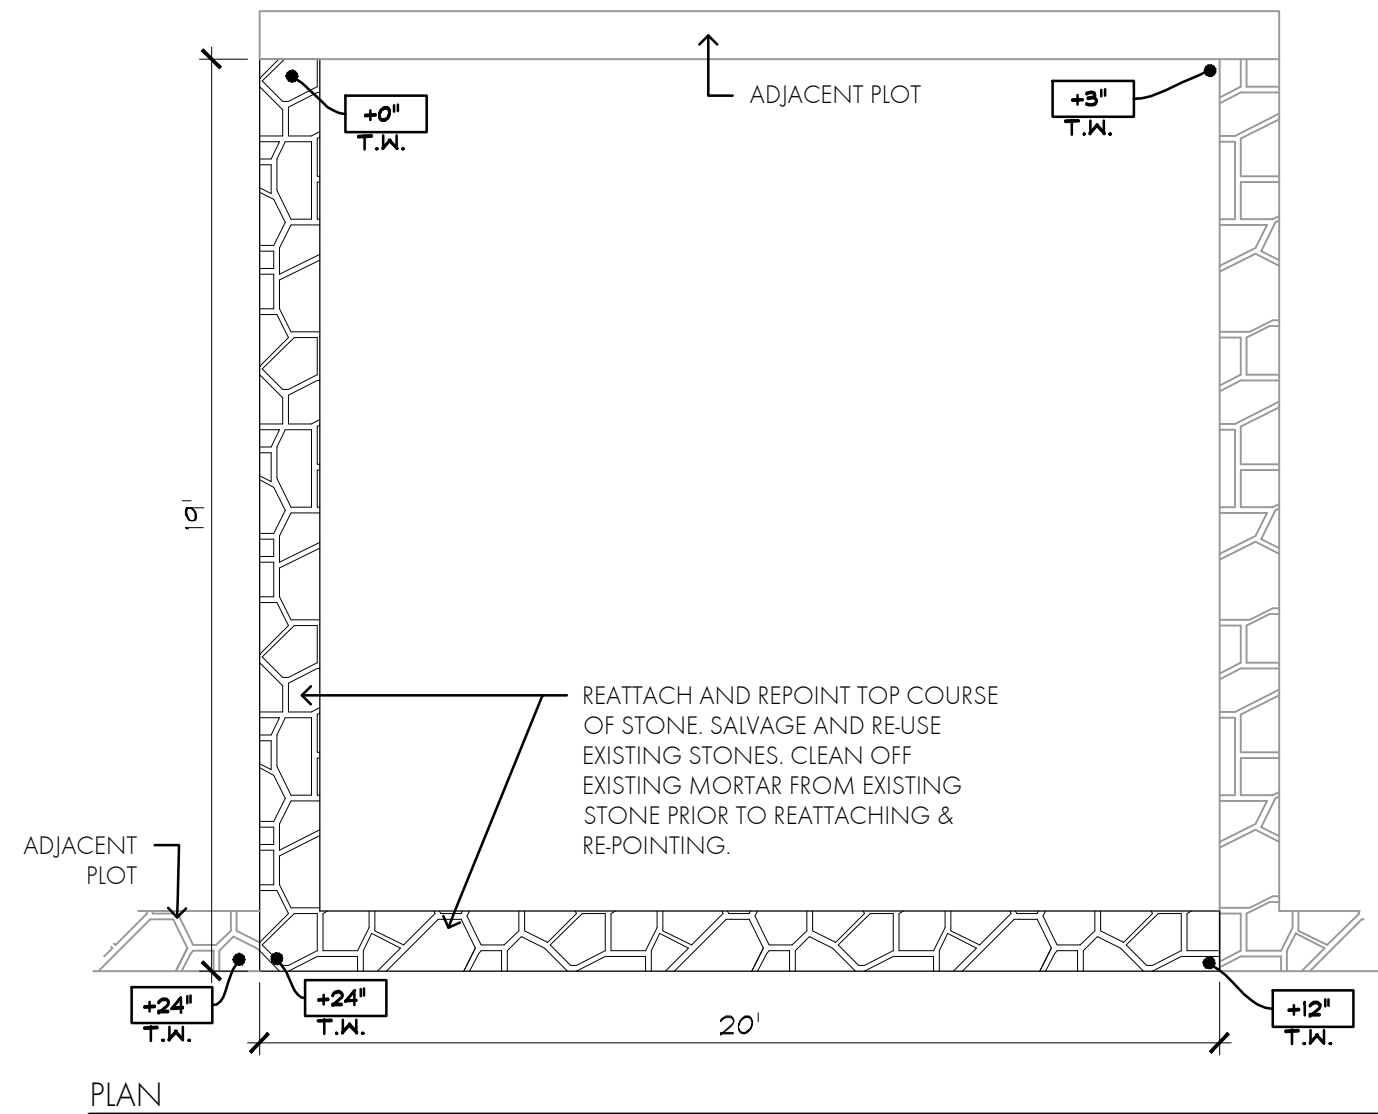 ADJACENT PLOT
+0"
T.W.
+3"
T.W.
19'
REATTACH AND REPOINT TOP COURSE
OF STONE. SALVAGE AND RE-USE
EXISTING STONES. CLEAN OFF
EXISTING MORTAR FROM EXISTING
STONE PRIOR TO REATTACHING &
RE-POINTING.
ADJACENT
PLOT
+24"
T.W.
+24"
T.W.
20'
+12"
T.W.
PLAN